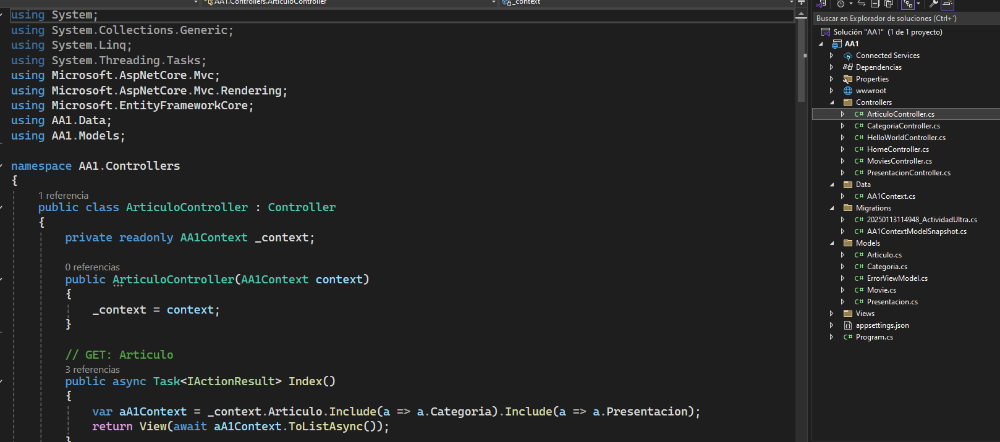 AA1.Controllers.ArticuloController
_context
using System;
using System.Collections.Generic;
using System.Linq;
using System.Threading.Tasks;
using Microsoft.AspNetCore.Mvc;
using Microsoft.AspNetCore.Mvc.Rendering;
using Microsoft.EntityFrameworkCore;
using AA1.Data;
using AA1.Models;
namespace AA1.Controllers
{
1 referencia
public class ArticuloController : Controller
{
private readonly AA1Context _context;
0 referencias
public ArticuloController(AA1Context context)
{
_context = context;
}
// GET: Articulo
3 referencias
public async Task<IActionResult> Index()
{
var aA1Context = _context.Articulo.Include(a => a.Categoria).Include(a => a.Presentacion);
return View(await aA1Context.ToListAsync());
}
Buscar en Explorador de soluciones (Ctrl+´)
Solución "AA1" (1 de 1 proyecto)
AA1
Connected Services
Dependencias
Properties
wwwroot
Controllers
C# ArticuloController.cs
C# CategoriaController.cs
C# HelloWorldController.cs
C# HomeController.cs
C# MoviesController.cs
C# PresentacionController.cs
Data
C# AA1Context.cs
Migrations
C# 20250113114948_ActividadUltra.cs
C# AA1ContextModelSnapshot.cs
Models
C# Articulo.cs
C# Categoria.cs
C# ErrorViewModel.cs
C# Movie.cs
C# Presentacion.cs
Views
appsettings.json
C# Program.cs